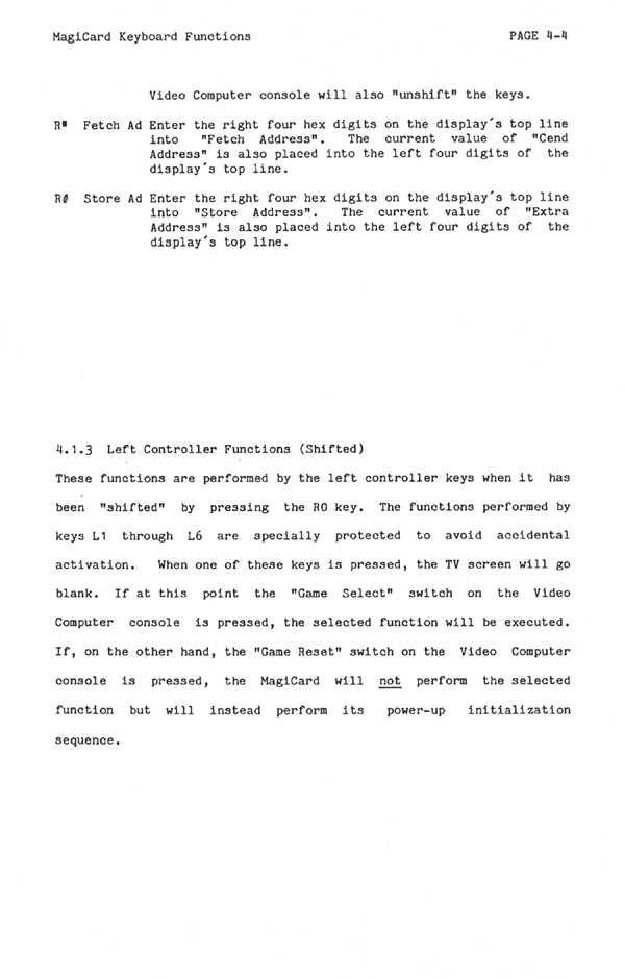 MagiCard Keyboard Functions PAGE 4-4
Video Computer console will also "unshift" the keys.
R* Fetch Ad Enter the right four hex digits on the display's top line
into "Fetch Address". The current value of "Cend
Address" is also placed into the left four digits of the
display's top line.
R# Store Ad Enter the right four hex digits on the display's top line
into "Store Address". The current value of "Extra
Address" is also placed into the left four digits of the
display's top line.
4.1.3 Left Controller Functions (Shifted)
These functions are performed by the left controller keys when it has
been "shifted" by pressing the R0 key. The functions performed by
keys L1 through L6 are specially protected to avoid accidental
activation. When one of these keys is pressed, the TV screen will go
blank. If at this point the "Game Select" switch on the Video
Computer console is pressed, the selected function will be executed.
If, on the other hand, the "Game Reset" switch on the Video Computer
console is pressed, the MagiCard will not perform the selected
function but will instead perform its power-up initialization
sequence.